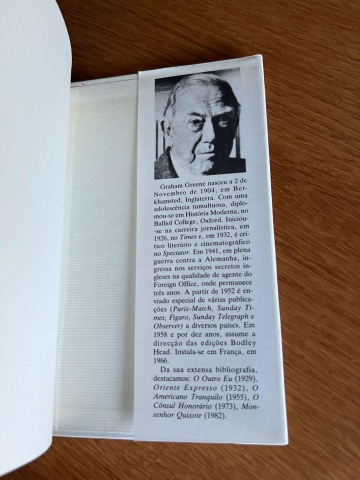 Graham Greene nasceu a 2 de
Novembro de 1904, em Ber-
khamsted, Inglaterra. Com uma
adolescência tumultuosa, diplo-
mou-se em História Moderna, no
Balliol College, Oxford. Iniciou-
-se na carreira jornalística, em
1926, no Times e, em 1932, é crí-
tico literário e cinematográfico
no Spectator. Em 1941, em plena
guerra contra a Alemanha, in-
gressa nos serviços secretos in-
gleses na qualidade de agente do
Foreign Office, onde permanece
três anos. A partir de 1952 é en-
viado especial de várias publica-
ções (Paris-Match, Sunday Ti-
mes, Figaro, Sunday Telegraph e
Observer) a diversos países. Em
1958 e por dez anos, assume a
direcção das edições Bodley
Head. Instala-se em França, em
1966.
Da sua extensa bibliografia,
destacamos: O Outro Eu (1929),
Oriente Expresso (1932), O
Americano Tranquilo (1955), O
Cônsul Honorário (1973), Mon-
senhor Quixote (1982).